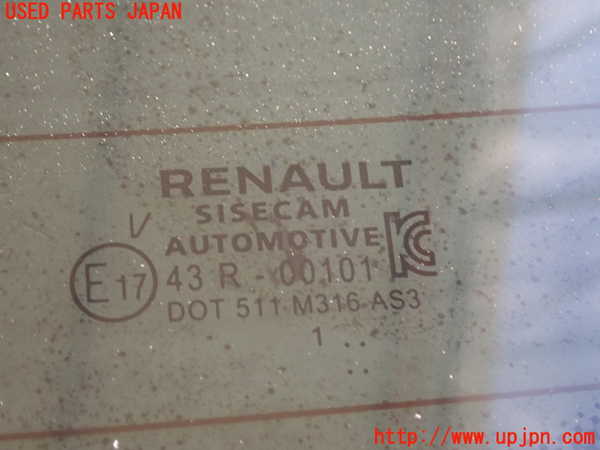 USED PARTS JAPAN
RENAULT
SISECAM
V
AUTOMOTIVE
E17 43 R - 00101
DOT 511 M316 AS3
1 ..
http://www.upjpn.com/